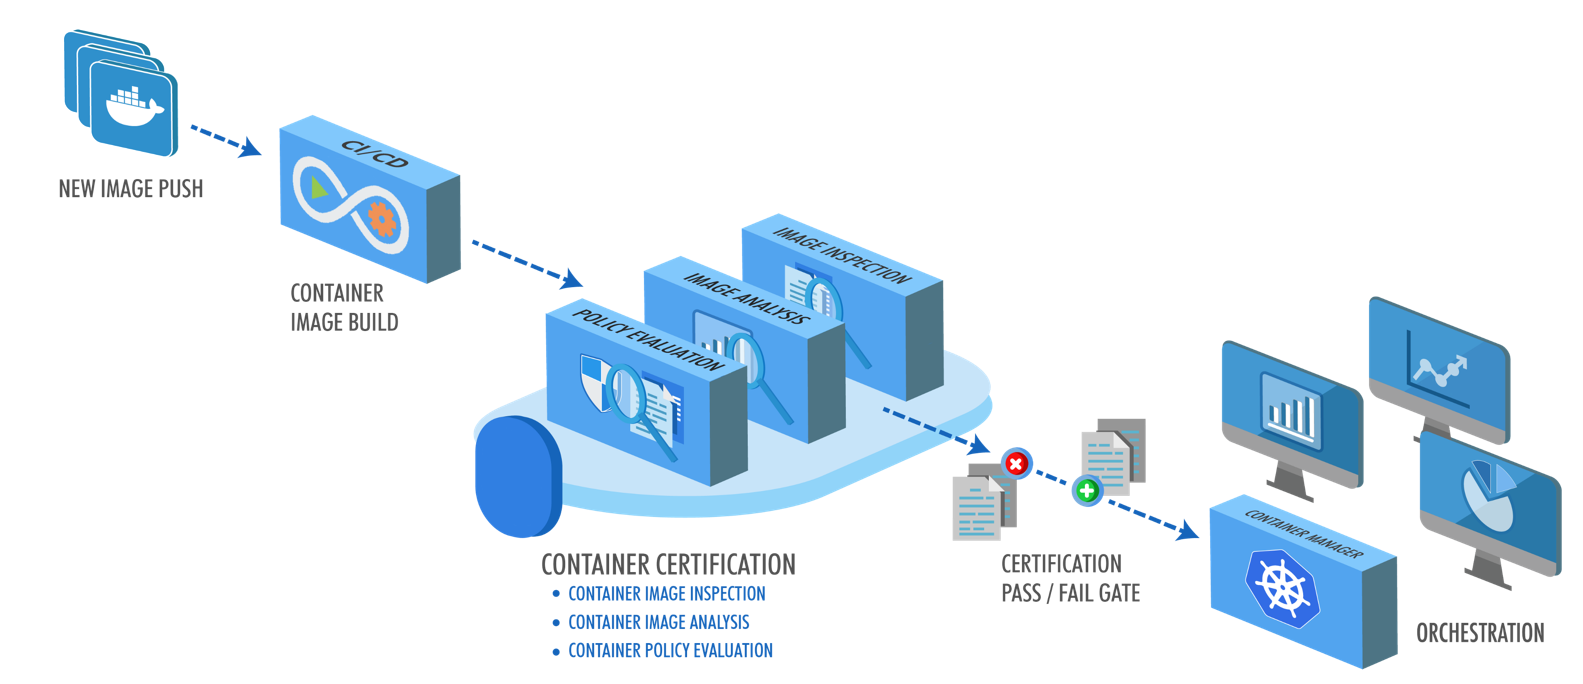 NEW IMAGE PUSH
CI/CD
CONTAINER
IMAGE BUILD
IMAGE INSPECTION
IMAGE ANALYSIS
POLICY EVALUATION
CONTAINER CERTIFICATION
• CONTAINER IMAGE INSPECTION
• CONTAINER IMAGE ANALYSIS
• CONTAINER POLICY EVALUATION
CERTIFICATION
PASS / FAIL GATE
CONTAINER MANAGER
ORCHESTRATION